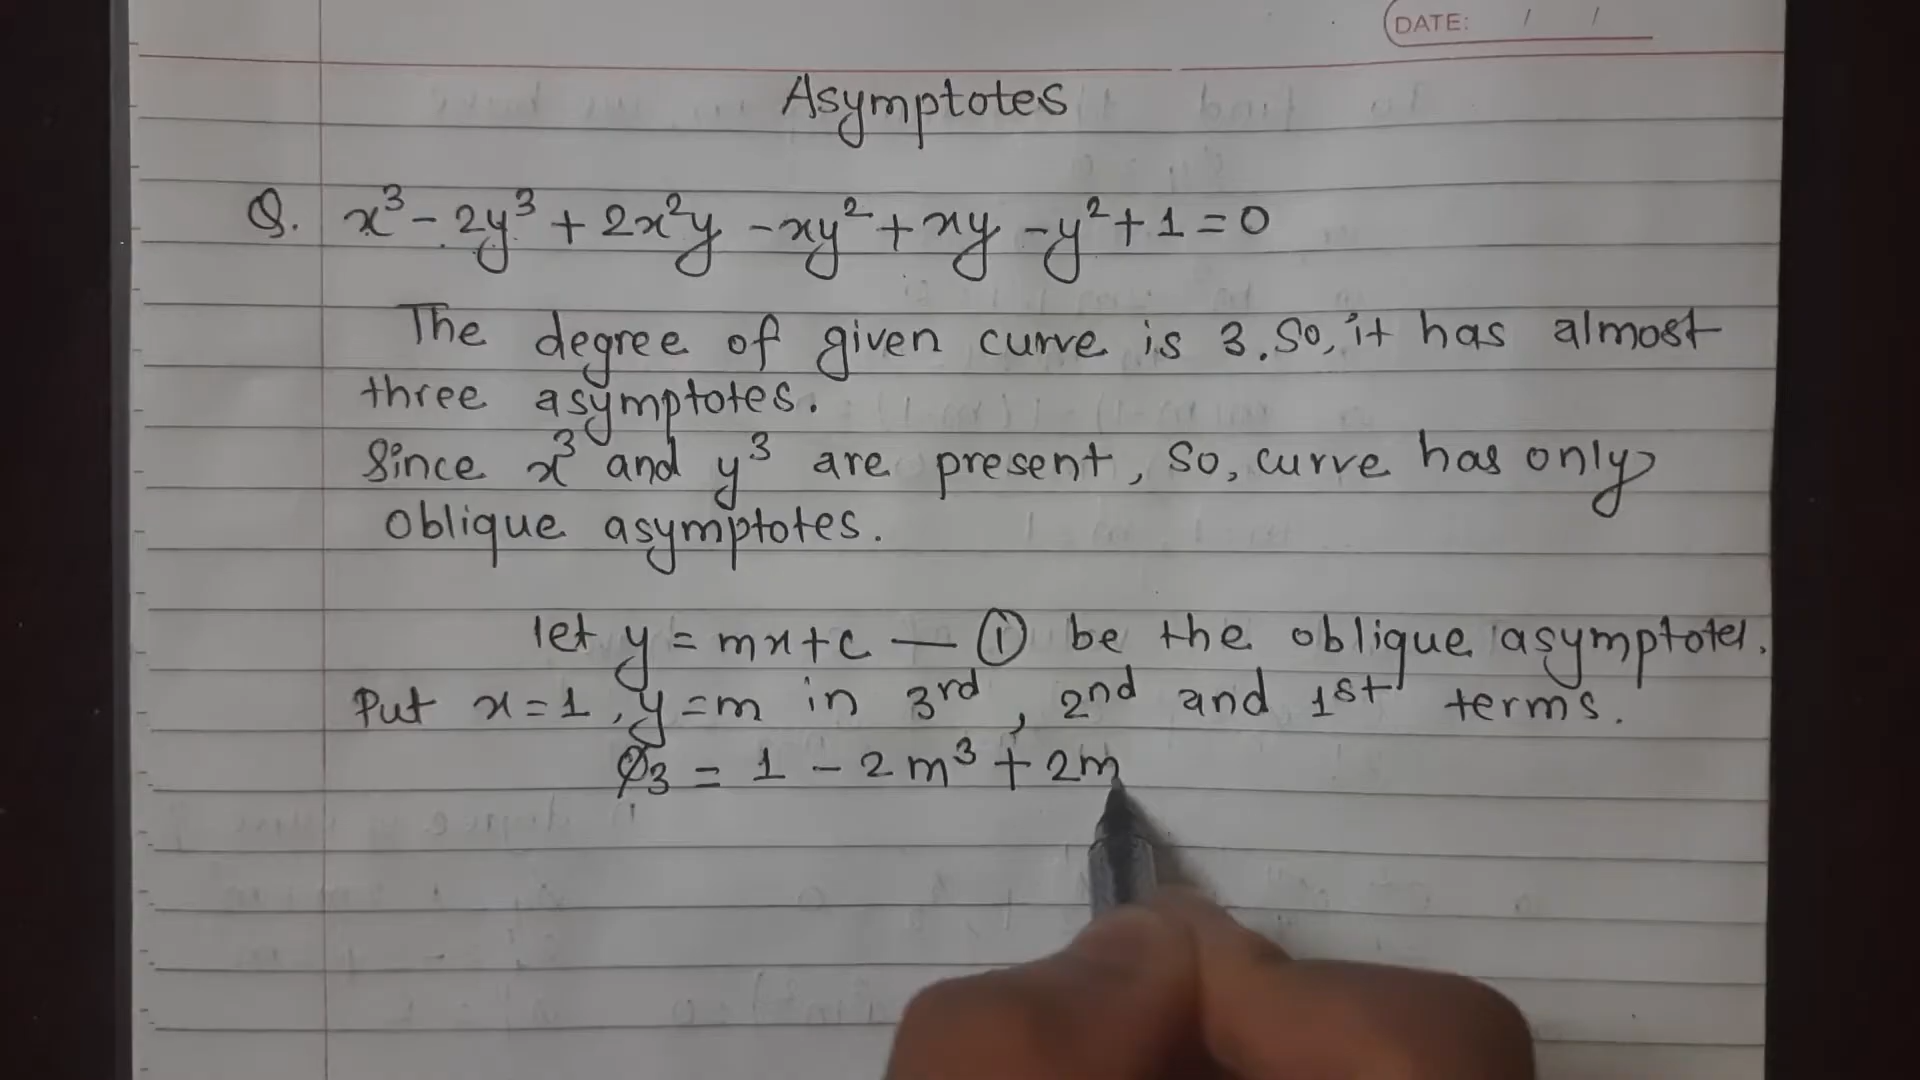 DATE: / /
Asymptotes
Q. x³ - 2y³ + 2x²y - xy² + xy - y² + 1 = 0
The degree of given curve is 3. So, it has almost
three asymptotes.
Since x³ and y³ are present, so, curve has only
oblique asymptotes.
let y = mx + c — ① be the oblique asymptotes.
Put x = 1, y = m in 3rd, 2nd and 1st terms.
Ø₃ = 1 - 2m³ + 2m